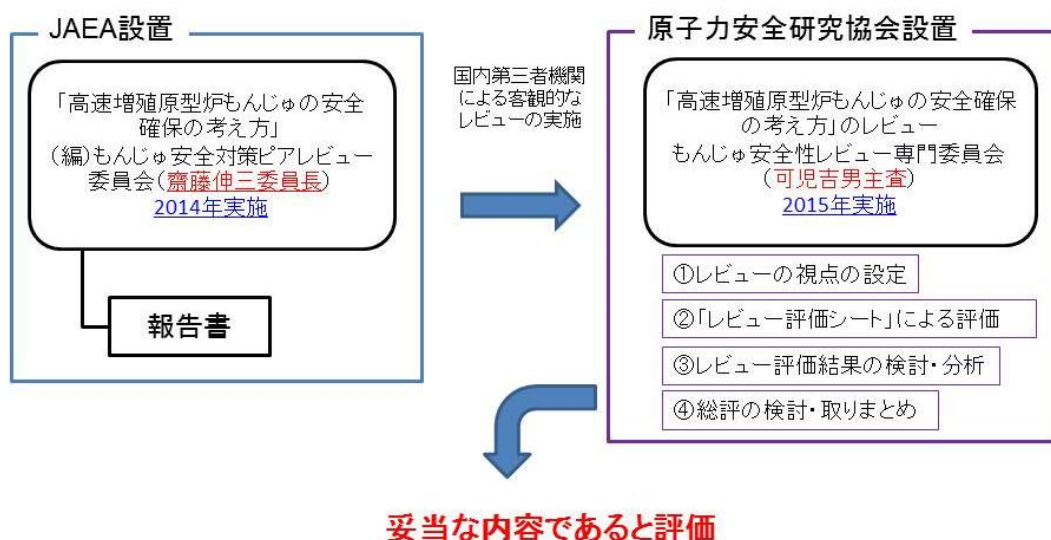 JAEA設置
「高速増殖原型炉もんじゅの安全
確保の考え方」
(編)もんじゅ安全対策ピアレビュー
委員会(齋藤伸三委員長)
2014年実施
報告書
国内第三者機関
による客観的な
レビューの実施
原子力安全研究協会設置
「高速増殖原型炉もんじゅの安全確保
の考え方」のレビュー
もんじゅ安全性レビュー専門委員会
(可児吉男主査)
2015年実施
①レビューの視点の設定
②「レビュー評価シート」による評価
③レビュー評価結果の検討・分析
④総評の検討・取りまとめ
妥当な内容であると評価